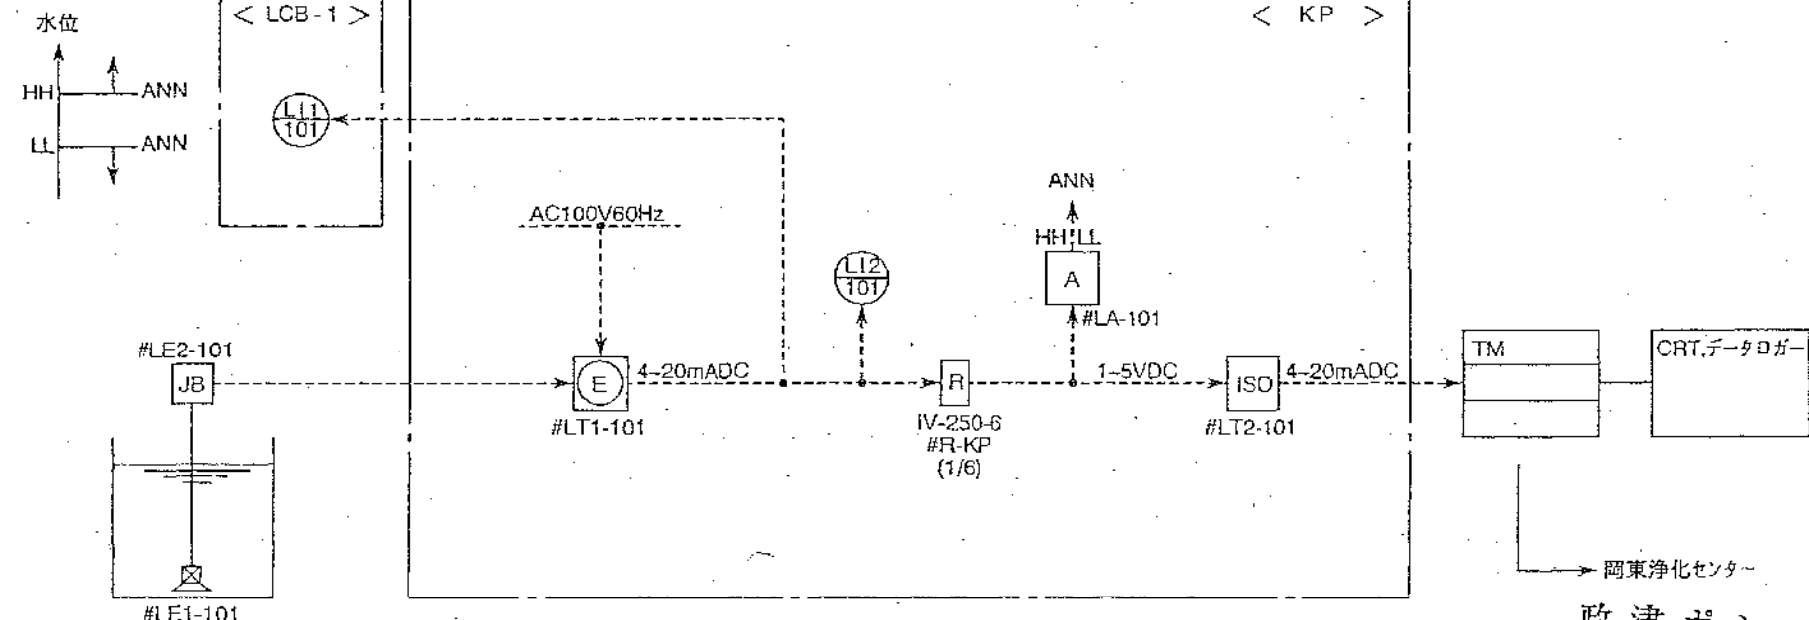 水位
< LCB-1 >
< KP >
HH
ANN
LL
ANN
LI1
101
AC100V60Hz
ANN
HH LL
LI2
101
A
#LA-101
#LE2-101
JB
E
4~20mADC
R
1~5VDC
ISO
4~20mADC
TM
CRT,データロガー
#LT1-101
IV-250-6
#R-KP
(1/6)
#LT2-101
岡東浄化センター
#LE1-101